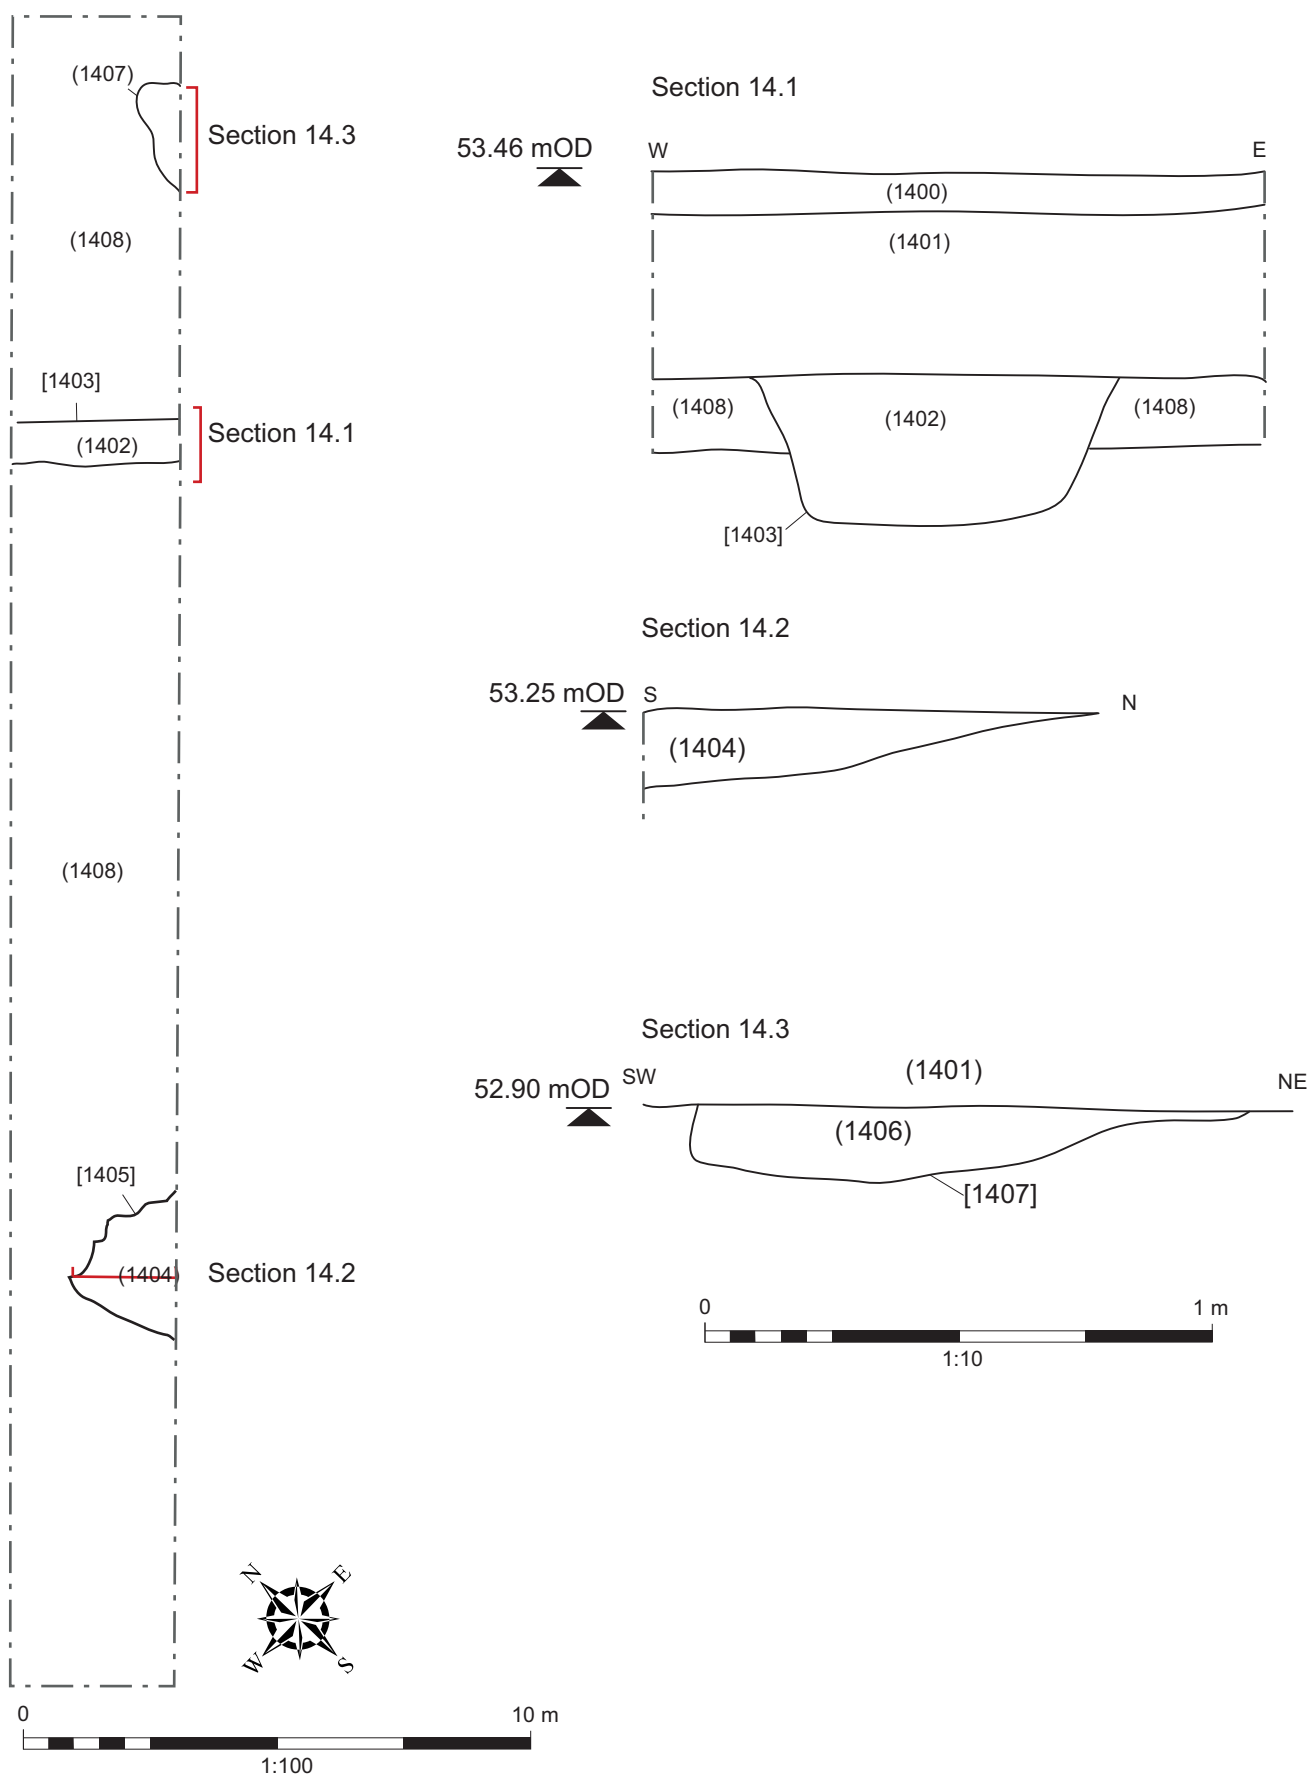 (1407)
Section 14.3
(1408)
[1403]
(1402)
Section 14.1
(1408)
[1405]
(1404)
Section 14.2
N
E
W
S
0
10 m
1:100
Section 14.1
53.46 mOD
W
E
(1400)
(1401)
(1408)
(1402)
(1408)
[1403]
Section 14.2
53.25 mOD
S
N
(1404)
Section 14.3
52.90 mOD
SW
(1401)
NE
(1406)
[1407]
0
1 m
1:10